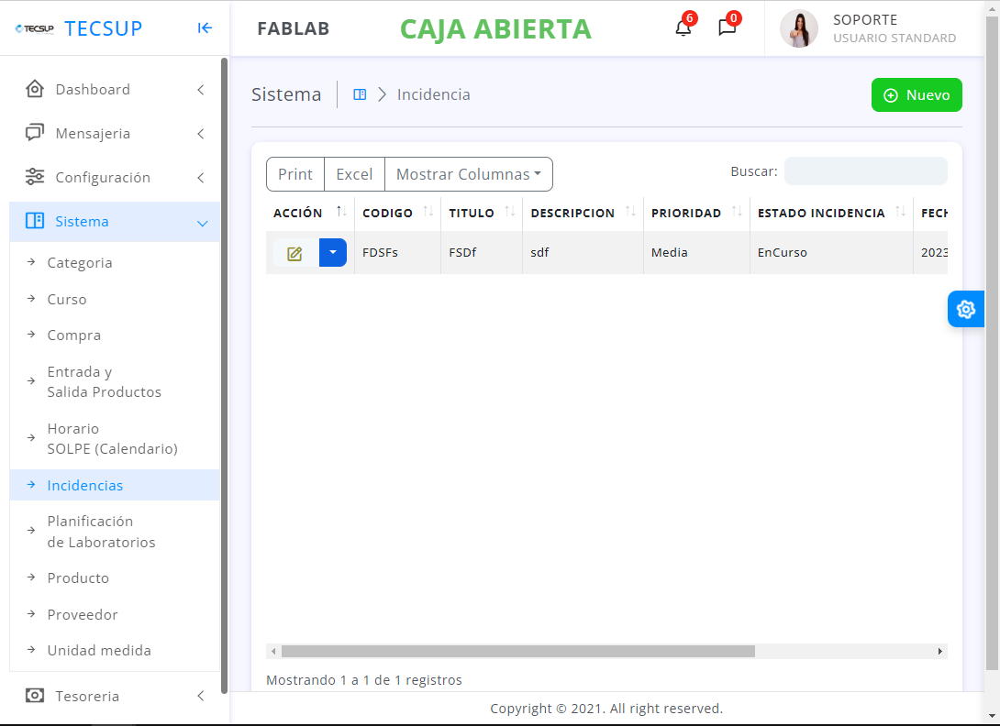 TECSUP TECSUP
FABLAB
CAJA ABIERTA
6
0
SOPORTE
USUARIO STANDARD
Dashboard
Mensajeria
Configuración
Sistema
Categoria
Curso
Compra
Entrada y
Salida Productos
Horario
SOLPE (Calendario)
Incidencias
Planificación
de Laboratorios
Producto
Proveedor
Unidad medida
Tesoreria
Sistema
Incidencia
Nuevo
Print Excel Mostrar Columnas
Buscar:
ACCIÓN CODIGO TITULO DESCRIPCION PRIORIDAD ESTADO INCIDENCIA FECH
FDSFs FSDf sdf Media EnCurso 2023
Mostrando 1 a 1 de 1 registros
Copyright © 2021. All right reserved.